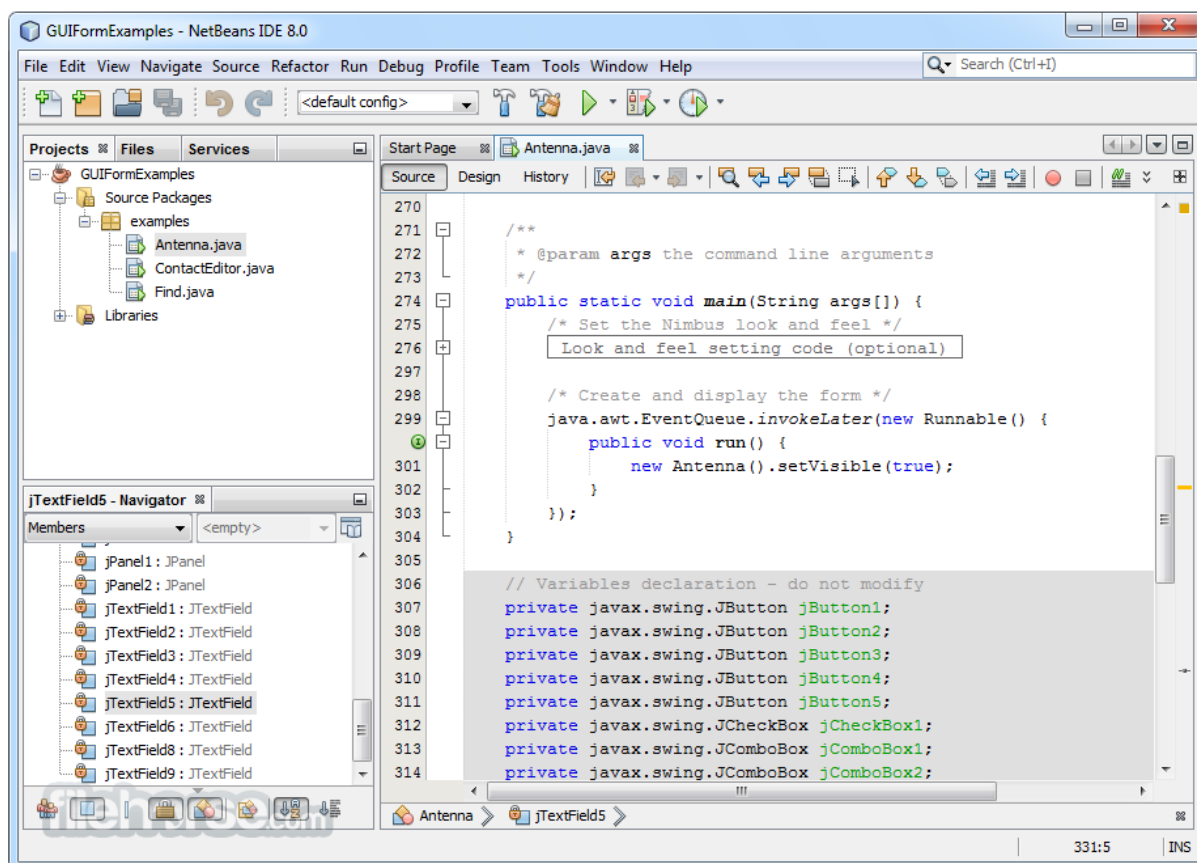 GUIFormExamples - NetBeans IDE 8.0
File Edit View Navigate Source Refactor Run Debug Profile Team Tools Window Help
Search (Ctrl+I)
<default config>
Projects Files Services
GUIFormExamples
Source Packages
examples
Antenna.java
ContactEditor.java
Find.java
Libraries
jTextField5 - Navigator
Members <empty>
jPanel1 : JPanel
jPanel2 : JPanel
jTextField1 : JTextField
jTextField2 : JTextField
jTextField3 : JTextField
jTextField4 : JTextField
jTextField5 : JTextField
jTextField6 : JTextField
jTextField8 : JTextField
jTextField9 : JTextField
filehorse.com
Start Page Antenna.java
Source Design History
270
271 /**
272 * @param args the command line arguments
273 */
274 public static void main(String args[]) {
275 /* Set the Nimbus look and feel */
276 Look and feel setting code (optional)
297
298 /* Create and display the form */
299 java.awt.EventQueue.invokeLater(new Runnable() {
public void run() {
301 new Antenna().setVisible(true);
302 }
303 });
304 }
305
306 // Variables declaration - do not modify
307 private javax.swing.JButton jButton1;
308 private javax.swing.JButton jButton2;
309 private javax.swing.JButton jButton3;
310 private javax.swing.JButton jButton4;
311 private javax.swing.JButton jButton5;
312 private javax.swing.JCheckBox jCheckBox1;
313 private javax.swing.JComboBox jComboBox1;
314 private javax.swing.JComboBox jComboBox2;
Antenna jTextField5
331:5 INS